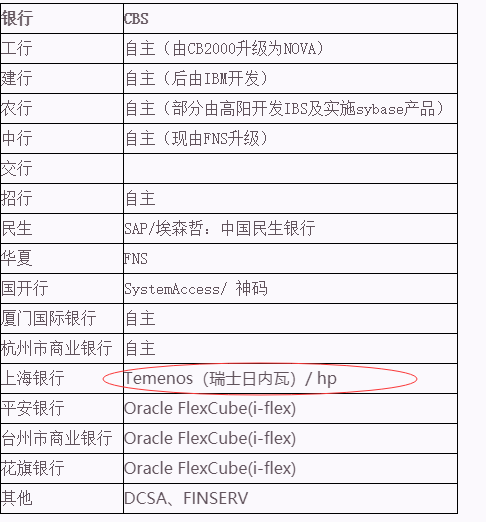 银行 CBS
工行 自主（由CB2000升级为NOVA）
建行 自主（后由IBM开发）
农行 自主（部分由高阳开发IBS及实施sybase产品）
中行 自主（现由FNS升级）
交行
招行 自主
民生 SAP/埃森哲：中国民生银行
华夏 FNS
国开行 SystemAccess/ 神码
厦门国际银行 自主
杭州市商业银行 自主
上海银行 Temenos（瑞士日内瓦）/ hp
平安银行 Oracle FlexCube(i-flex)
台州市商业银行 Oracle FlexCube(i-flex)
花旗银行 Oracle FlexCube(i-flex)
其他 DCSA、FINSERV